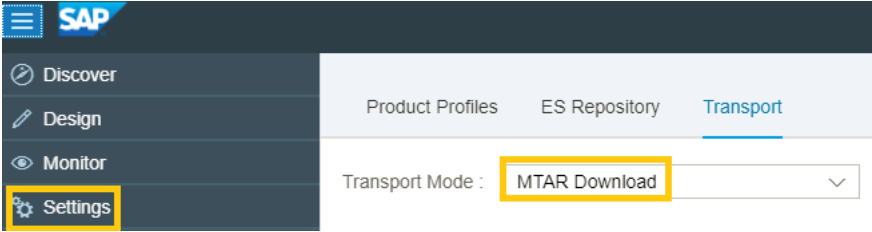 SAP
Discover
Design
Monitor
Settings
Product Profiles ES Repository Transport
Transport Mode : MTAR Download